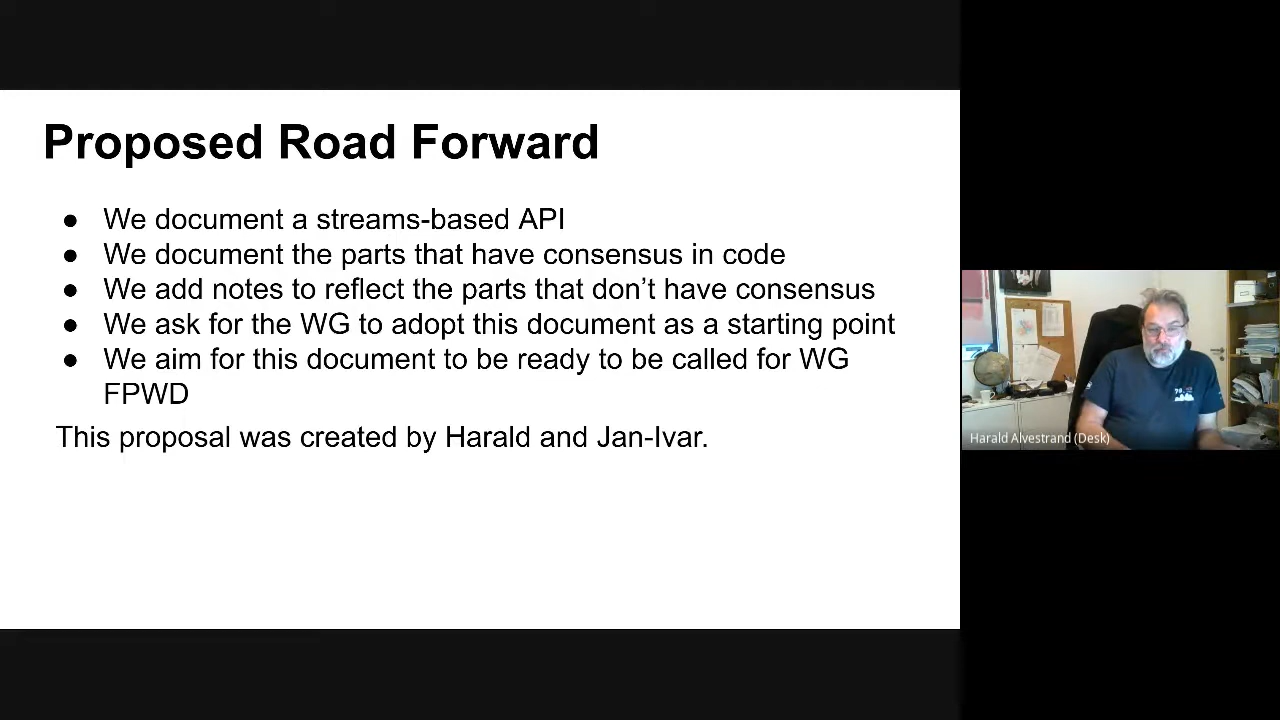 Proposed Road Forward
● We document a streams-based API
● We document the parts that have consensus in code
● We add notes to reflect the parts that don’t have consensus
● We ask for the WG to adopt this document as a starting point
● We aim for this document to be ready to be called for WG
FPWD
This proposal was created by Harald and Jan-Ivar.
Harald Alvestrand (Desk)